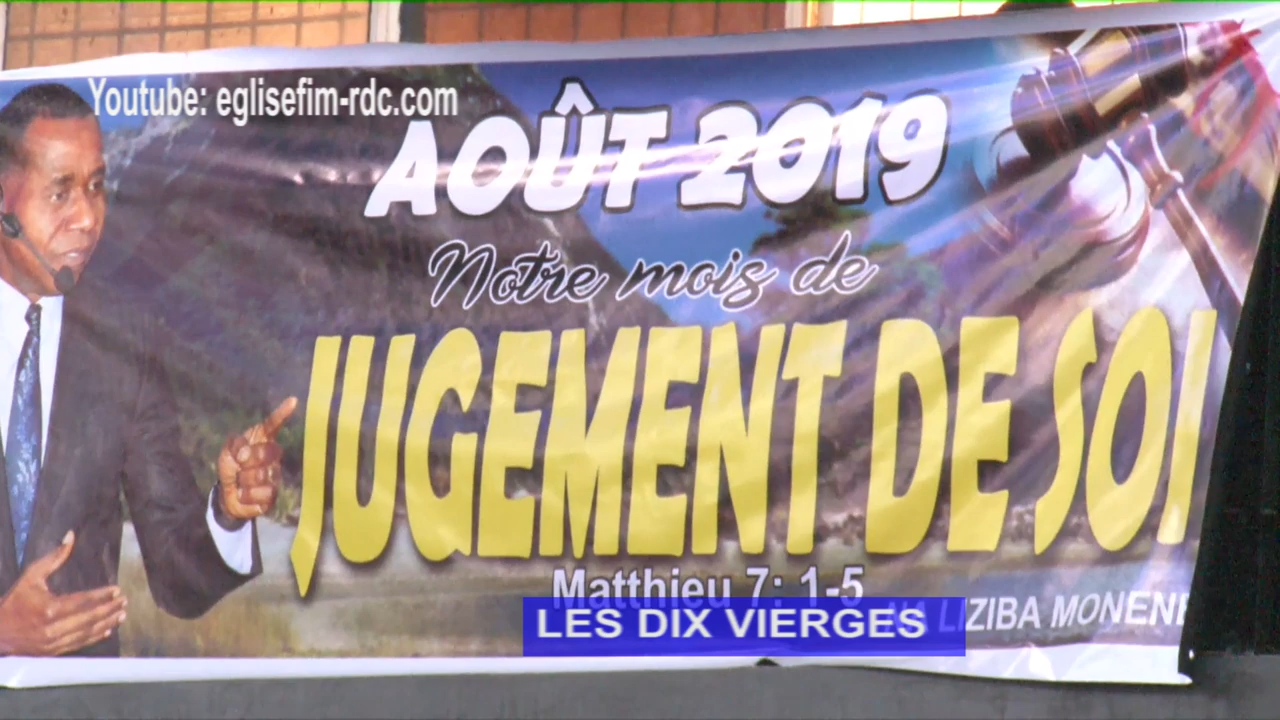 Youtube: eglisefim-rdc.com
AOÛT 2019
Notre mois de
JUGEMENT DE SOI
Matthieu 7: 1-5
LIZIBA MONENE
LES DIX VIERGES